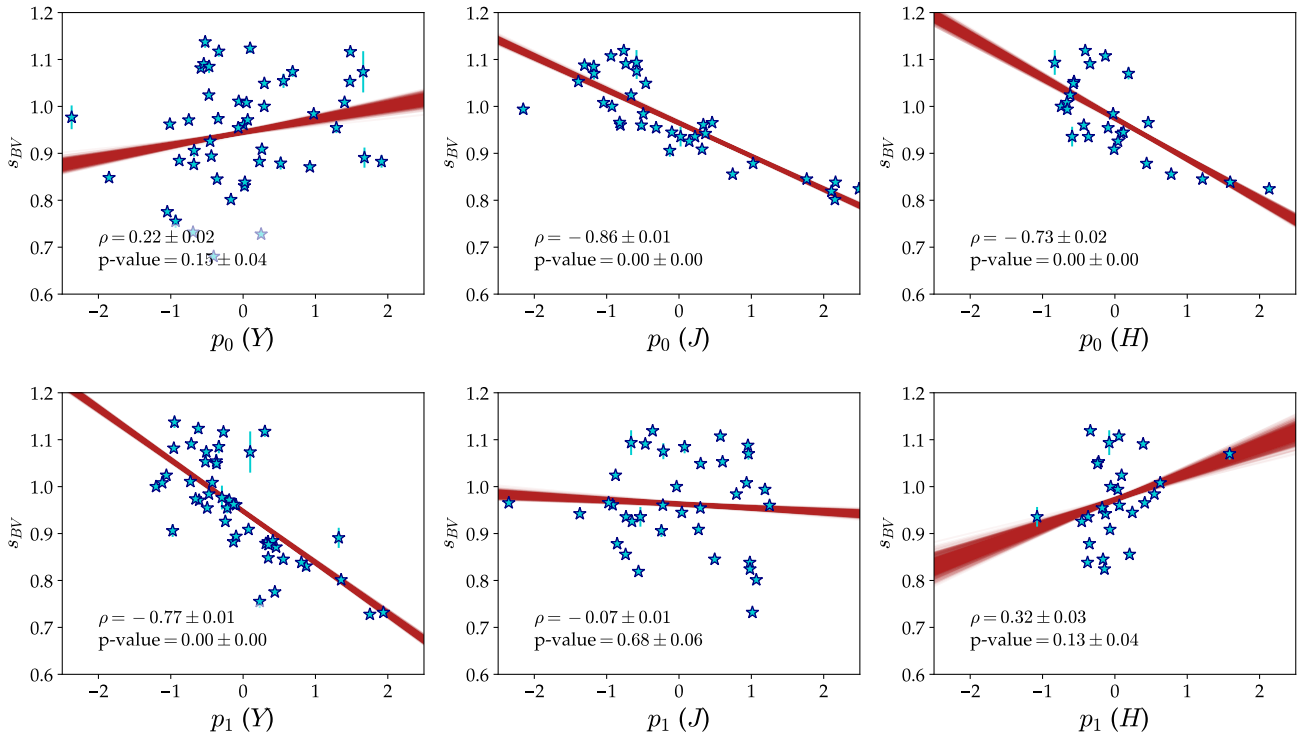 1.2
1.1
1.0
0.9
0.8
0.7
0.6
s_BV
ρ = 0.22 ± 0.02
p-value = 0.15 ± 0.04
−2 −1 0 1 2
p_0 (Y)
1.2
1.1
1.0
0.9
0.8
0.7
0.6
s_BV
ρ = − 0.86 ± 0.01
p-value = 0.00 ± 0.00
−2 −1 0 1 2
p_0 (J)
1.2
1.1
1.0
0.9
0.8
0.7
0.6
s_BV
ρ = − 0.73 ± 0.02
p-value = 0.00 ± 0.00
−2 −1 0 1 2
p_0 (H)
1.2
1.1
1.0
0.9
0.8
0.7
0.6
s_BV
ρ = − 0.77 ± 0.01
p-value = 0.00 ± 0.00
−2 −1 0 1 2
p_1 (Y)
1.2
1.1
1.0
0.9
0.8
0.7
0.6
s_BV
ρ = − 0.07 ± 0.01
p-value = 0.68 ± 0.06
−2 −1 0 1 2
p_1 (J)
1.2
1.1
1.0
0.9
0.8
0.7
0.6
s_BV
ρ = 0.32 ± 0.03
p-value = 0.13 ± 0.04
−2 −1 0 1 2
p_1 (H)